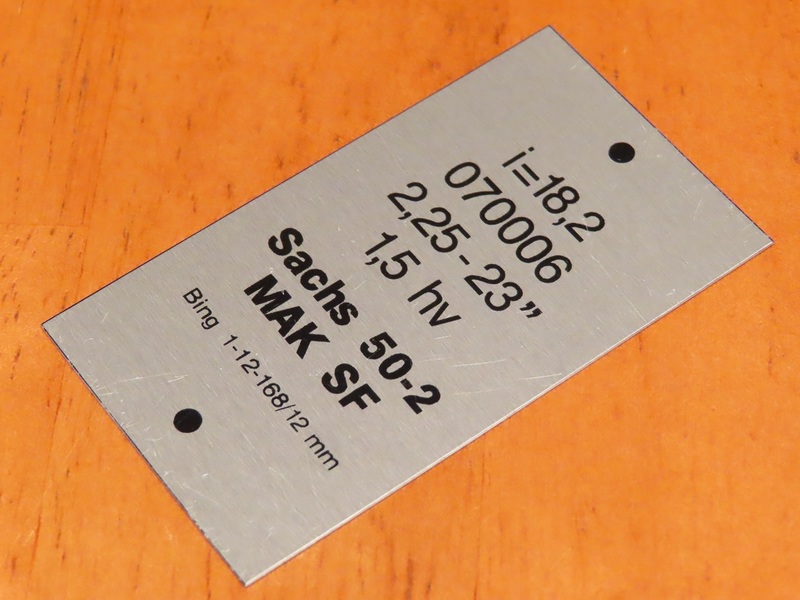 i=18,2
070006
2,25-23”
1,5 hv
Sachs 50-2
MAK SF
Bing 1-12-168/12 mm